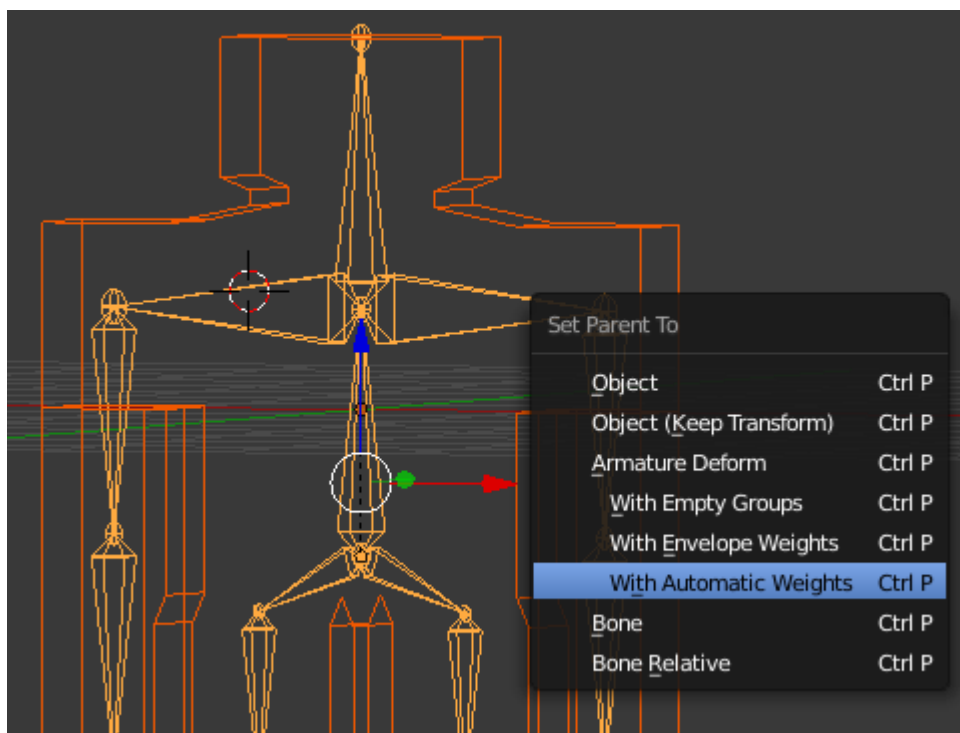 Set Parent To
Object Ctrl P
Object (Keep Transform) Ctrl P
Armature Deform Ctrl P
With Empty Groups Ctrl P
With Envelope Weights Ctrl P
With Automatic Weights Ctrl P
Bone Ctrl P
Bone Relative Ctrl P